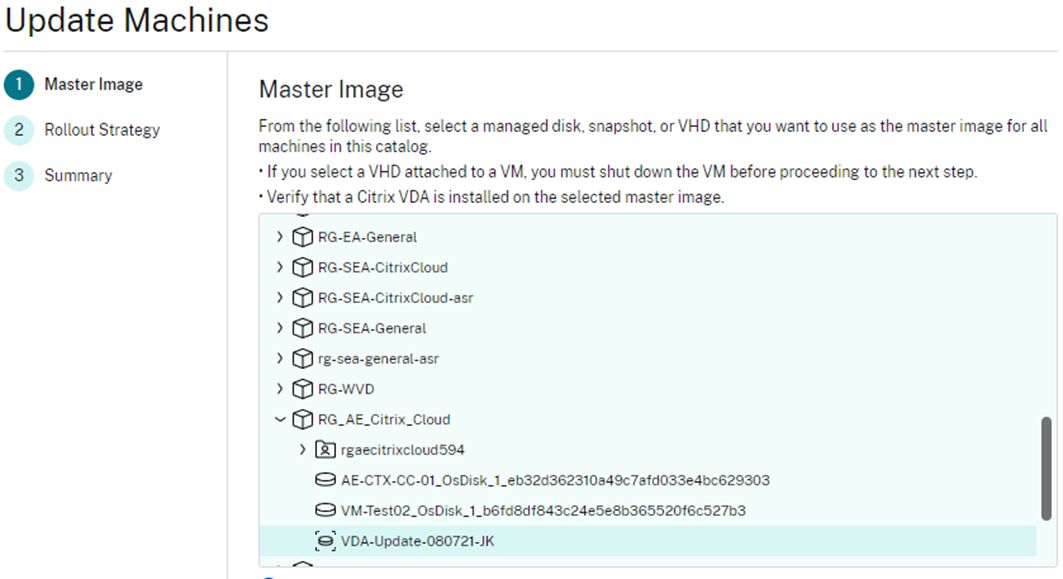 Update Machines
1 Master Image
2 Rollout Strategy
3 Summary
Master Image
From the following list, select a managed disk, snapshot, or VHD that you want to use as the master image for all
machines in this catalog.
• If you select a VHD attached to a VM, you must shut down the VM before proceeding to the next step.
• Verify that a Citrix VDA is installed on the selected master image.
RG-EA-General
RG-SEA-CitrixCloud
RG-SEA-CitrixCloud-asr
RG-SEA-General
rg-sea-general-asr
RG-WVD
RG_AE_Citrix_Cloud
rgaecitrixcloud594
AE-CTX-CC-01_OsDisk_1_eb32d362310a49c7afd033e4bc629303
VM-Test02_OsDisk_1_b6fd8df843c24e5e8b365520f6c527b3
VDA-Update-080721-JK